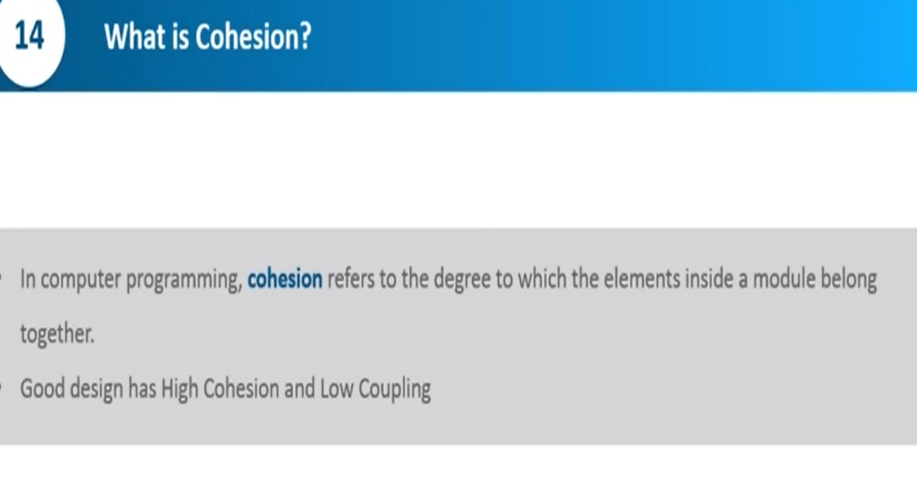 14
What is Cohesion?
In computer programming, cohesion refers to the degree to which the elements inside a module belong
together.
Good design has High Cohesion and Low Coupling